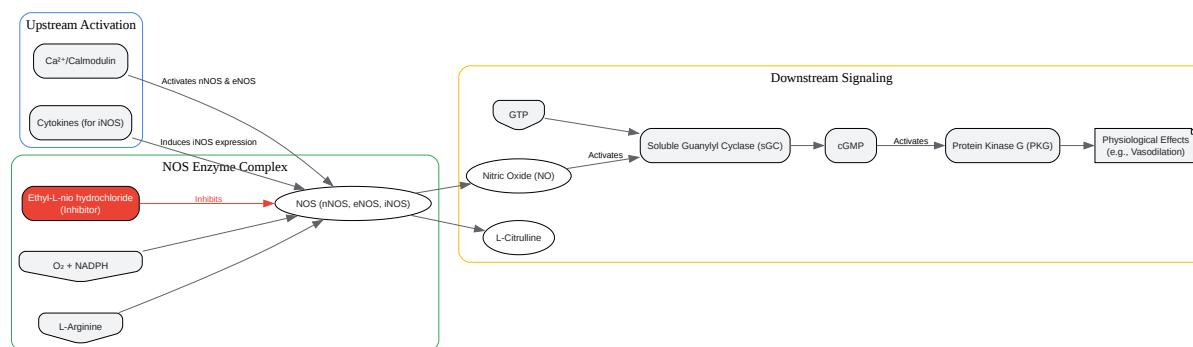 Upstream Activation
Ca²⁺/Calmodulin
Activates nNOS & eNOS
Cytokines (for iNOS)
Induces iNOS expression
NOS Enzyme Complex
Ethyl-L-nio hydrochloride
(Inhibitor)
Inhibits
NOS (nNOS, eNOS, iNOS)
O₂ + NADPH
L-Arginine
Downstream Signaling
GTP
Nitric Oxide (NO)
Activates
L-Citrulline
Soluble Guanylyl Cyclase (sGC)
cGMP
Activates
Protein Kinase G (PKG)
Physiological Effects
(e.g., Vasodilation)